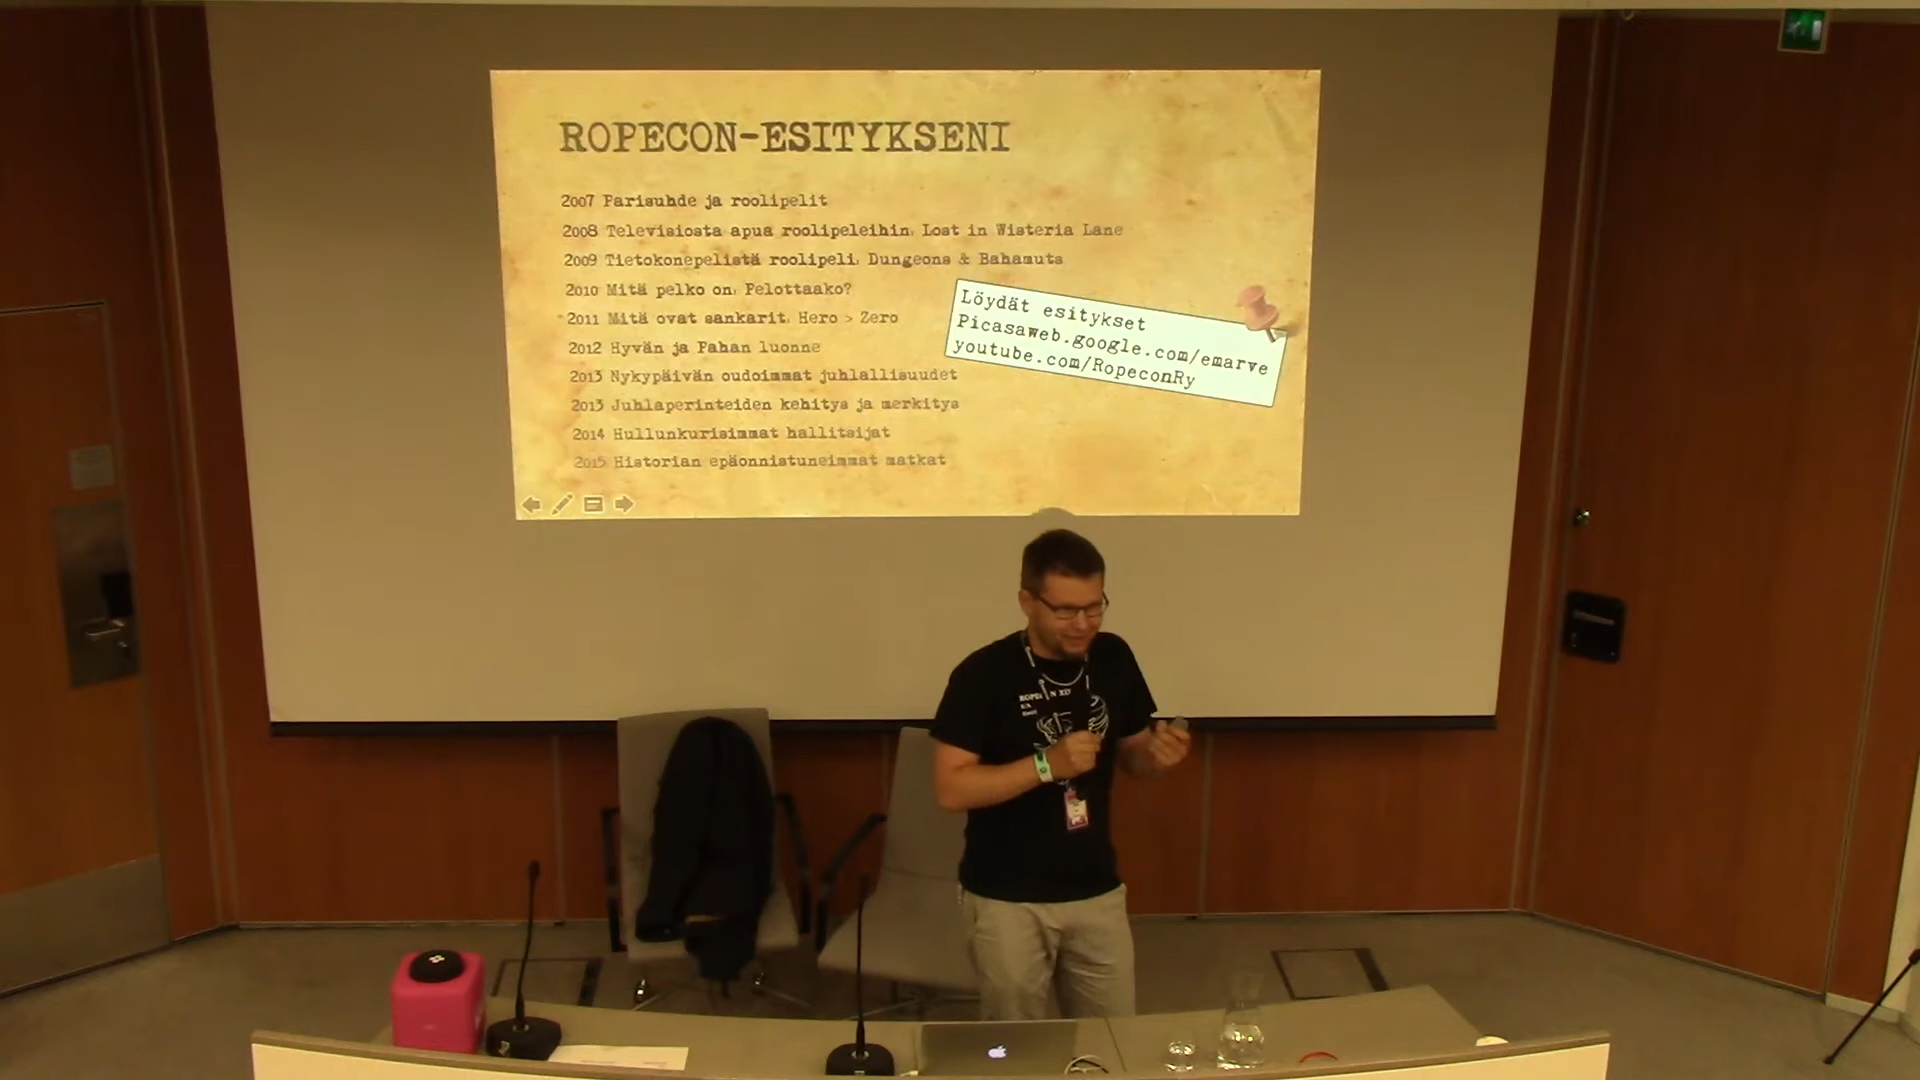 ROPECON-ESITYKSENI
2007 Parisuhde ja roolipelit
2008 Televisiosta apua roolipeleihin, Lost in Wisteria Lane
2009 Tietokonepelistä roolipeli, Dungeons & Bahamuts
2010 Mitä pelko on, Pelottaako?
2011 Mitä ovat sankarit, Hero > Zero
2012 Hyvän ja Pahan luonne
2013 Nykypäivän oudoimmat juhlallisuudet
2013 Juhlaperinteiden kehitys ja merkitys
2014 Hullunkurisimmat hallitsijat
2015 Historian epäonnistuneimmat matkat
Löydät esitykset
Picasaweb.google.com/emarve
youtube.com/RopeconRy